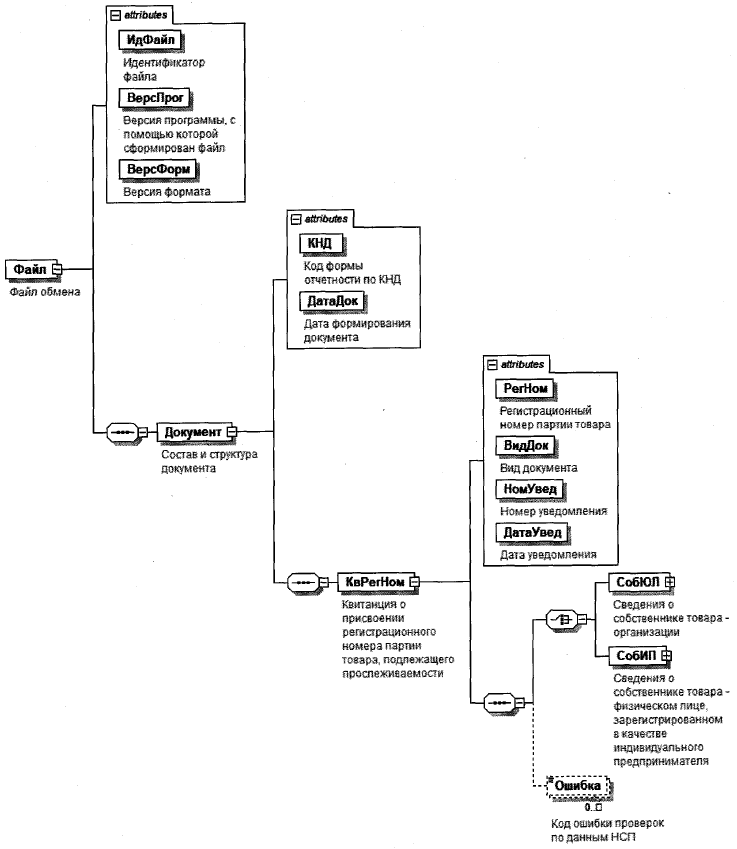 attributes
ИдФайл
Идентификатор
файла
ВерсПрог
Версия программы, с
помощью которой
сформирован файл
ВерсФорм
Версия формата
Файл
Файл обмена
attributes
КНД
Код формы
отчетности по КНД
ДатаДок
Дата формирования
документа
Документ
Состав и структура
документа
attributes
РегНом
Регистрационный
номер партии товара
ВидДок
Вид документа
НомУвед
Номер уведомления
ДатаУвед
Дата уведомления
КвРегНом
Квитанция о
присвоении
регистрационного
номера партии
товара, подлежащего
прослеживаемости
СобЮЛ
Сведения о
собственнике товара -
организации
СобИП
Сведения о
собственнике товара -
физическом лице,
зарегистрированном
в качестве
индивидуального
предпринимателя
Ошибка
0..
Код ошибки проверок
по данным НСП